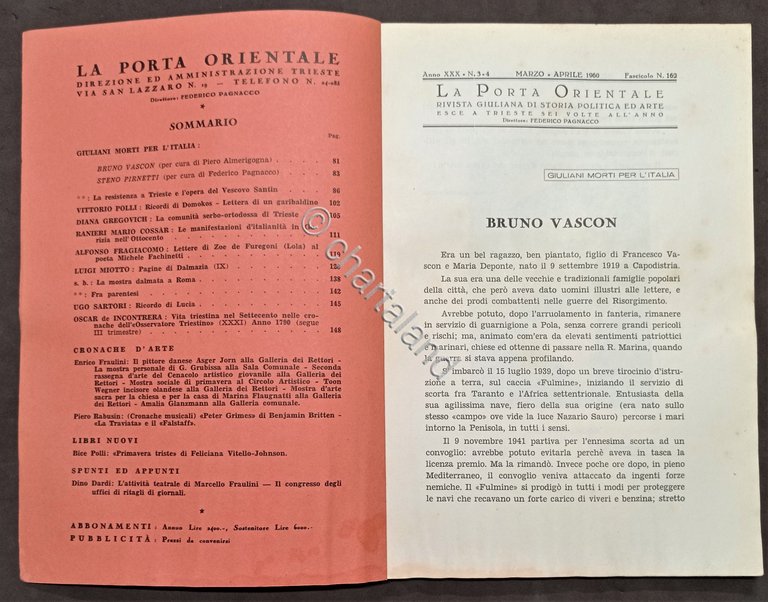 LA PORTA ORIENTALE
DIREZIONE ED AMMINISTRAZIONE TRIESTE
VIA SAN LAZZARO N. 19 — TELEFONO N. 24-982
Direttore: FEDERICO PAGNACCO
*
SOMMARIO
Pag.
GIULIANI MORTI PER L'ITALIA:
BRUNO VASCON (per cura di Piero Almerigogna) 81
STENO PIRNETTI (per cura di Federico Pagnacco) 83
**: La resistenza a Trieste e l'opera del Vescovo Santin 86
VITTORIO POLLI: Ricordi di Domokos - Lettera di un garibaldino 102
DIANA GREGOVICH: La comunità serbo-ortodossa di Trieste 105
RANIERI MARIO COSSAR: Le manifestazioni d'italianità in
rizia nell'Ottocento 111
ALFONSO FRAGIACOMO: Lettere di Zoe de Furegoni (Lola) al
poeta Michele Fachinetti 119
LUIGI MIOTTO: Pagine di Dalmazia (IX)
s. b.: La mostra dalmata a Roma 138
**: Fra parentesi 142
UGO SARTORI: Ricordo di Lucia 145
OSCAR de INCONTRERA: Vita triestina nel Settecento nelle cro-
nache dell'«Osservatore Triestino» (XXXI) Anno 1790 (segue
III trimestre) 148
CRONACHE D'ARTE
Enrico Fraulini: Il pittore danese Asger Jorn alla Galleria dei Rettori -
La mostra personale di G. Grubissa alla Sala Comunale - Seconda
rassegna d'arte del Cenacolo artistico giovanile alla Galleria dei
Rettori - Mostra sociale di primavera al Circolo Artistico - Toon
Wegner incisore olandese alla Galleria dei Rettori - Mostra d'arte
sacra per la chiesa e per la casa di Marina Flaugnatti alla Galleria
dei Rettori - Amalia Glanzmann alla Galleria comunale.
Piero Rabusin: (Cronache musicali) «Peter Grimes» di Benjamin Britten -
«La Traviata» e il «Falstaff».
LIBRI NUOVI
Bice Polli: «Primavera triste» di Feliciana Vitello-Johnson.
SPUNTI ED APPUNTI
Dino Dardi: L'attività teatrale di Marcello Fraulini — Il congresso degli
uffici di ritagli di giornali.
*
ABBONAMENTI: Annuo Lire 2400.-, Sostenitore Lire 6000.-
PUBBLICITÀ: Prezzi da convenirsi
Anno XXX - N. 3-4 MARZO - APRILE 1960 Fascicolo N. 162
LA PORTA ORIENTALE
RIVISTA GIULIANA DI STORIA POLITICA ED ARTE
ESCE A TRIESTE SEI VOLTE ALL'ANNO
Direttore: FEDERICO PAGNACCO
GIULIANI MORTI PER L'ITALIA
BRUNO VASCON
Era un bel ragazzo, ben piantato, figlio di Francesco Va-
scon e Maria Deponte, nato il 9 settembre 1919 a Capodistria.
La sua era una delle vecchie e tradizionali famiglie popolari
della città, che però aveva dato uomini illustri alle lettere, e
anche dei prodi combattenti nelle guerre del Risorgimento.
Avrebbe potuto, dopo l'arruolamento in fanteria, rimanere
in servizio di guarnigione a Pola, senza correre grandi pericoli
rischi; ma, animato com'era da elevati sentimenti patriottici
marinari, chiese ed ottenne di passare nella R. Marina, quando
la guerra si stava appena profilando.
imbarcò il 15 luglio 1939, dopo un breve tirocinio d'istru-
zione a terra, sul caccia «Fulmine», iniziando il servizio di
scorta fra Taranto e l'Africa settentrionale. Entusiasta della
sua agilissima nave, fiero della sua origine (era nato sullo
stesso «campo» ove vide la luce Nazario Sauro) percorse i mari
intorno la Penisola, in tutti i sensi.
Il 9 novembre 1941 partiva per l'ennesima scorta ad un
convoglio: avrebbe potuto evitarla perchè aveva in tasca la
licenza premio. Ma la rimandò. Invece poche ore dopo, in pieno
Mediterraneo, il convoglio veniva attaccato da ingenti forze
nemiche. Il «Fulmine» si prodigò in tutti i modi per proteggere
le navi che recavano un forte carico di viveri e benzina; stretto
© chartaland